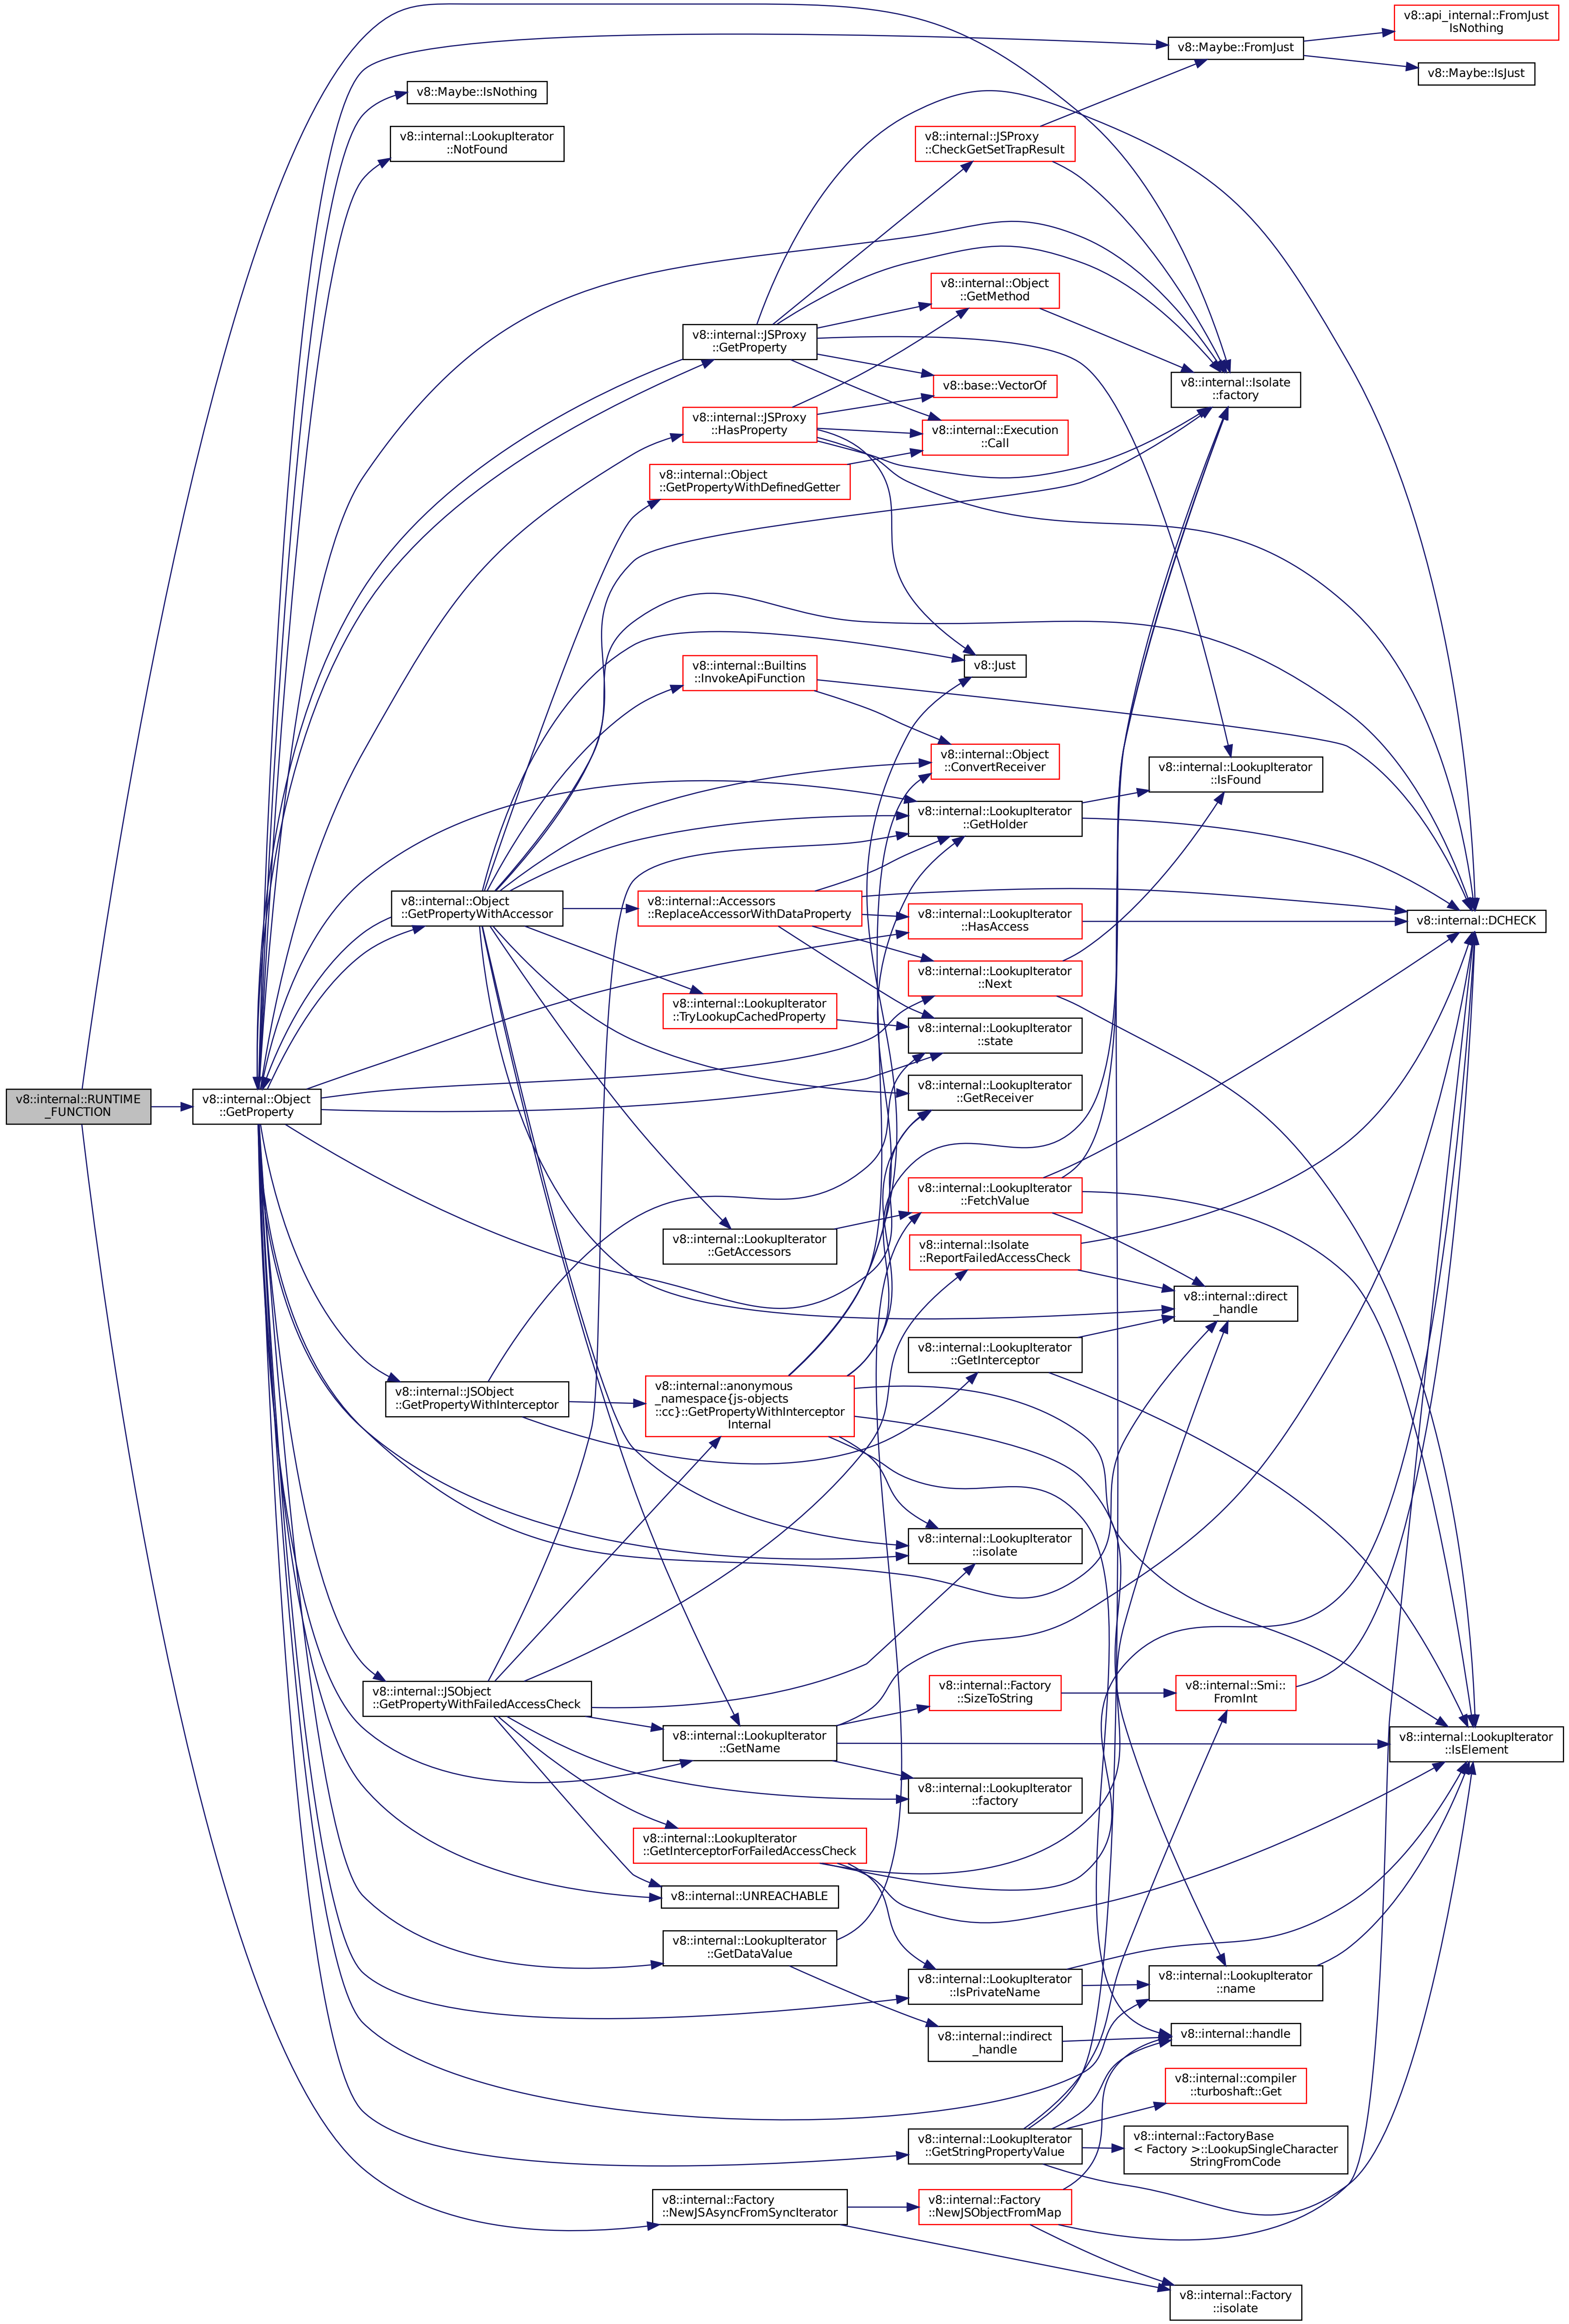 v8::api_internal::FromJust
IsNothing
v8::Maybe::FromJust
v8::Maybe::IsJust
v8::Maybe::IsNothing
v8::internal::LookupIterator
::NotFound
v8::internal::JSProxy
::CheckGetSetTrapResult
v8::internal::Object
::GetMethod
v8::internal::JSProxy
::GetProperty
v8::base::VectorOf
v8::internal::Isolate
::factory
v8::internal::JSProxy
::HasProperty
v8::internal::Execution
::Call
v8::internal::Object
::GetPropertyWithDefinedGetter
v8::Just
v8::internal::Builtins
::InvokeApiFunction
v8::internal::Object
::ConvertReceiver
v8::internal::LookupIterator
::IsFound
v8::internal::LookupIterator
::GetHolder
v8::internal::Object
::GetPropertyWithAccessor
v8::internal::Accessors
::ReplaceAccessorWithDataProperty
v8::internal::LookupIterator
::HasAccess
v8::internal::DCHECK
v8::internal::LookupIterator
::Next
v8::internal::LookupIterator
::TryLookupCachedProperty
v8::internal::LookupIterator
::state
v8::internal::RUNTIME
_FUNCTION
v8::internal::Object
::GetProperty
v8::internal::LookupIterator
::GetReceiver
v8::internal::LookupIterator
::FetchValue
v8::internal::LookupIterator
::GetAccessors
v8::internal::Isolate
::ReportFailedAccessCheck
v8::internal::direct
_handle
v8::internal::LookupIterator
::GetInterceptor
v8::internal::JSObject
::GetPropertyWithInterceptor
v8::internal::anonymous
_namespace{js-objects
::cc}::GetPropertyWithInterceptor
Internal
v8::internal::LookupIterator
::isolate
v8::internal::JSObject
::GetPropertyWithFailedAccessCheck
v8::internal::Factory
::SizeToString
v8::internal::Smi::
FromInt
v8::internal::LookupIterator
::GetName
v8::internal::LookupIterator
::IsElement
v8::internal::LookupIterator
::factory
v8::internal::LookupIterator
::GetInterceptorForFailedAccessCheck
v8::internal::UNREACHABLE
v8::internal::LookupIterator
::GetDataValue
v8::internal::LookupIterator
::IsPrivateName
v8::internal::LookupIterator
::name
v8::internal::indirect
_handle
v8::internal::handle
v8::internal::compiler
::turboshaft::Get
v8::internal::LookupIterator
::GetStringPropertyValue
v8::internal::FactoryBase
< Factory >::LookupSingleCharacter
StringFromCode
v8::internal::Factory
::NewJSAsyncFromSyncIterator
v8::internal::Factory
::NewJSObjectFromMap
v8::internal::Factory
::isolate